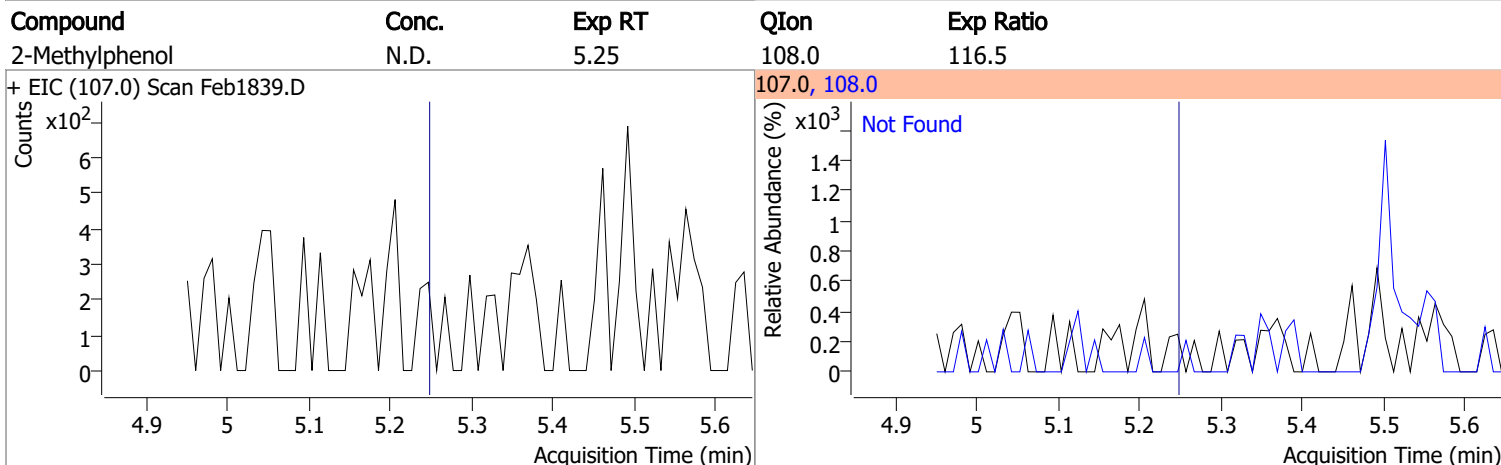 Compound Conc. Exp RT QIon Exp Ratio
2-Methylphenol N.D. 5.25 108.0 116.5
+ EIC (107.0) Scan Feb1839.D
Counts
x10²
6
5
4
3
2
1
0
4.9 5 5.1 5.2 5.3 5.4 5.5 5.6
Acquisition Time (min)
107.0, 108.0
Relative Abundance (%)
x10³
Not Found
1.4
1.2
1
0.8
0.6
0.4
0.2
0
4.9 5 5.1 5.2 5.3 5.4 5.5 5.6
Acquisition Time (min)